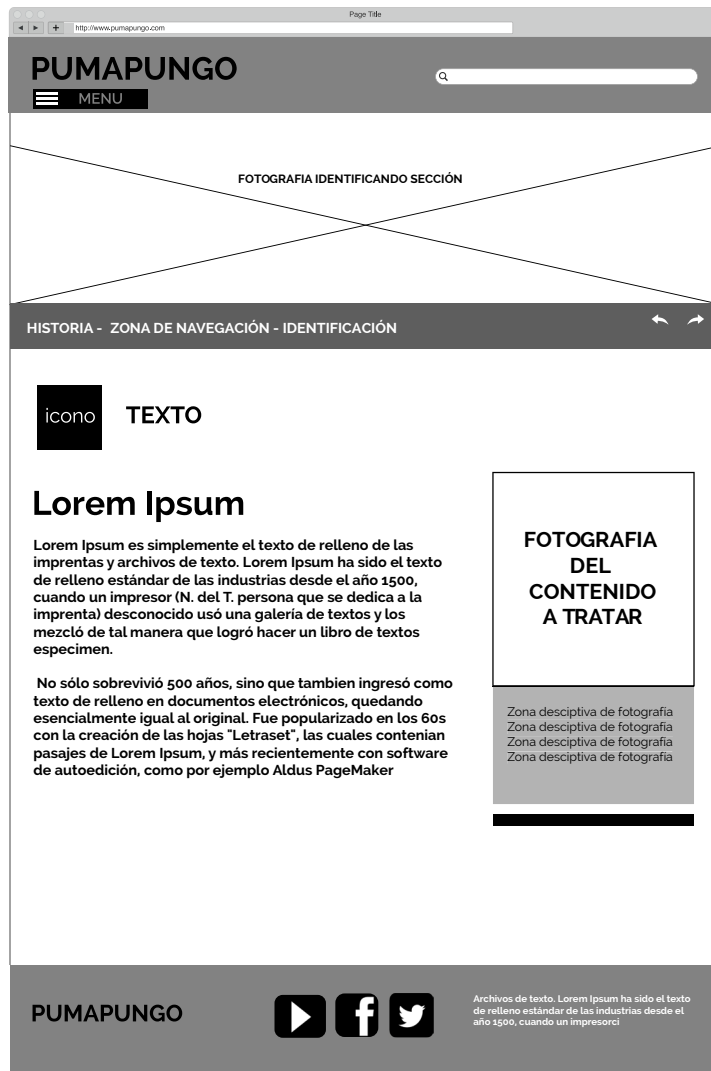 Page Title
http://www.pumapungo.com
PUMAPUNGO
MENU
FOTOGRAFIA IDENTIFICANDO SECCIÓN
HISTORIA - ZONA DE NAVEGACIÓN - IDENTIFICACIÓN
icono
TEXTO
Lorem Ipsum
Lorem Ipsum es simplemente el texto de relleno de las
imprentas y archivos de texto. Lorem Ipsum ha sido el texto
de relleno estándar de las industrias desde el año 1500,
cuando un impresor (N. del T. persona que se dedica a la
imprenta) desconocido usó una galería de textos y los
mezcló de tal manera que logró hacer un libro de textos
especimen.
No sólo sobrevivió 500 años, sino que tambien ingresó como
texto de relleno en documentos electrónicos, quedando
esencialmente igual al original. Fue popularizado en los 60s
con la creación de las hojas "Letraset", las cuales contenian
pasajes de Lorem Ipsum, y más recientemente con software
de autoedición, como por ejemplo Aldus PageMaker
FOTOGRAFIA
DEL
CONTENIDO
A TRATAR
Zona desciptiva de fotografía
Zona desciptiva de fotografía
Zona desciptiva de fotografía
Zona desciptiva de fotografía
PUMAPUNGO
Archivos de texto. Lorem Ipsum ha sido el texto
de relleno estándar de las industrias desde el
año 1500, cuando un impresorci